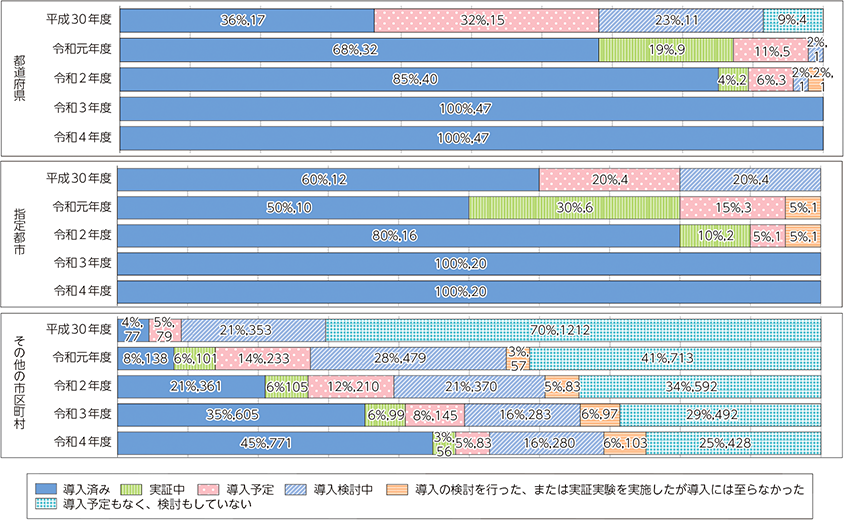 都道府県
平成30年度 36%,17 32%,15 23%,11 9%,4
令和元年度 68%,32 19%,9 11%,5 2%,1
令和2年度 85%,40 4%,2 6%,3 2%,1 2%,1
令和3年度 100%,47
令和4年度 100%,47
指定都市
平成30年度 60%,12 20%,4 20%,4
令和元年度 50%,10 30%,6 15%,3 5%,1
令和2年度 80%,16 10%,2 5%,1 5%,1
令和3年度 100%,20
令和4年度 100%,20
その他の市区町村
平成30年度 4%,77 5%,79 21%,353 70%,1212
令和元年度 8%,138 6%,101 14%,233 28%,479 3%,57 41%,713
令和2年度 21%,361 6%105 12%,210 21%,370 5%,83 34%,592
令和3年度 35%,605 6%,99 8%,145 16%,283 6%,97 29%,492
令和4年度 45%,771 3%,56 5%,83 16%,280 6%,103 25%,428
導入済み 実証中 導入予定 導入検討中 導入の検討を行った、または実証実験を実施したが導入には至らなかった
導入予定もなく、検討もしていない